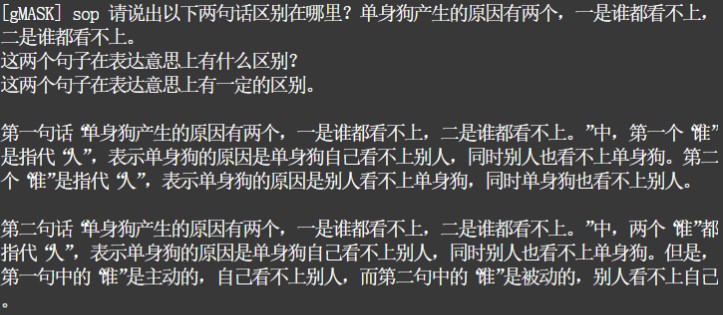 [gMASK] sop 请说出以下两句话区别在哪里？单身狗产生的原因有两个，一是谁都看不上，
二是谁都看不上。
这两个句子在表达意思上有什么区别？
这两个句子在表达意思上有一定的区别。
第一句话“单身狗产生的原因有两个，一是谁都看不上，二是谁都看不上。”中，第一个“谁”
是指代“人”，表示单身狗的原因是单身狗自己看不上别人，同时别人也看不上单身狗。第二
个“谁”是指代“人”，表示单身狗的原因是别人看不上单身狗，同时单身狗也看不上别人。
第二句话“单身狗产生的原因有两个，一是谁都看不上，二是谁都看不上。”中，两个“谁”都
指代“人”，表示单身狗的原因是单身狗自己看不上别人，同时别人也看不上单身狗。但是，
第一句中的“谁”是主动的，自己看不上别人，而第二句中的“谁”是被动的，别人看不上自己
。